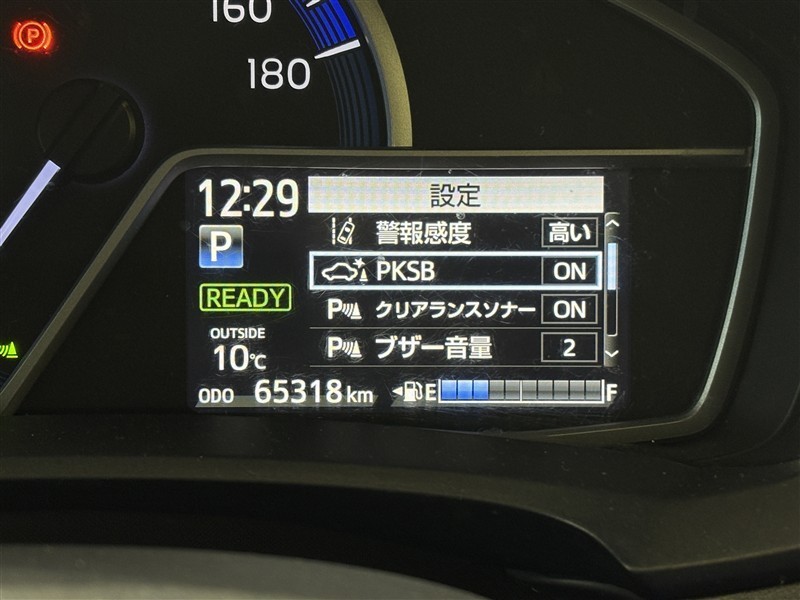 160
180
P
12:29
設定
警報感度 高い
P
PKSB ON
READY
P クリアランスソナー ON
OUTSIDE
10℃
P ブザー音量 2
ODO 65318 km
E F